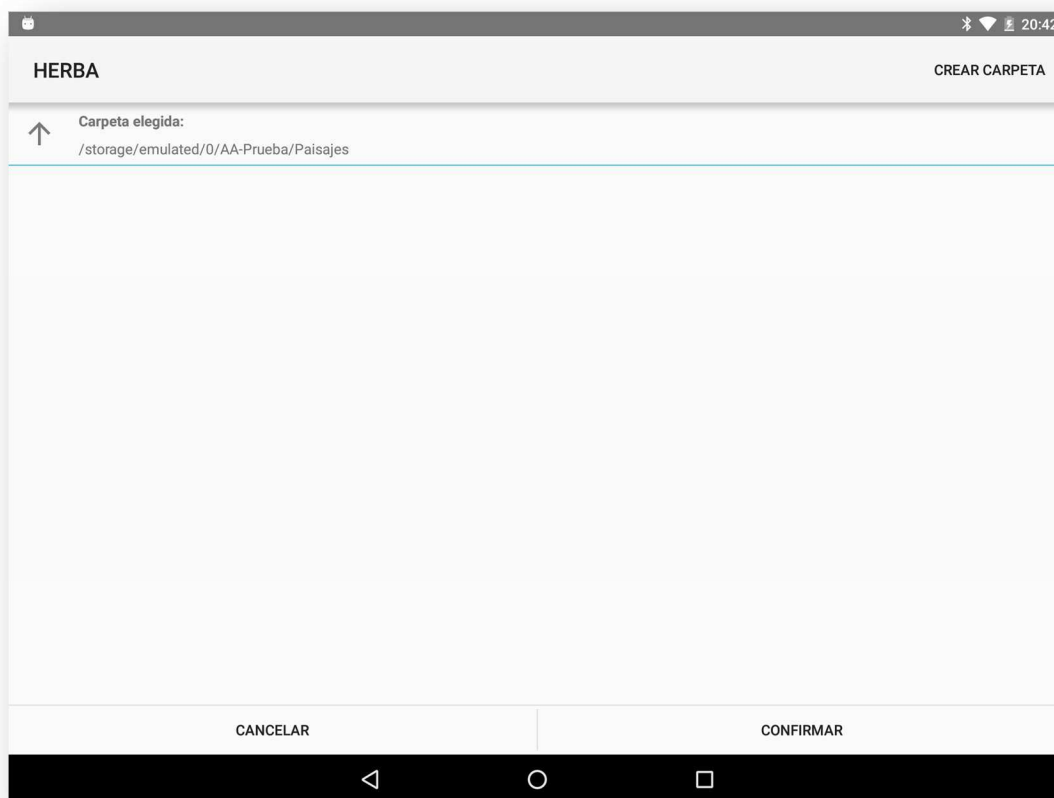 20:42
HERBA
CREAR CARPETA
Carpeta elegida:
/storage/emulated/0/AA-Prueba/Paisajes
CANCELAR
CONFIRMAR